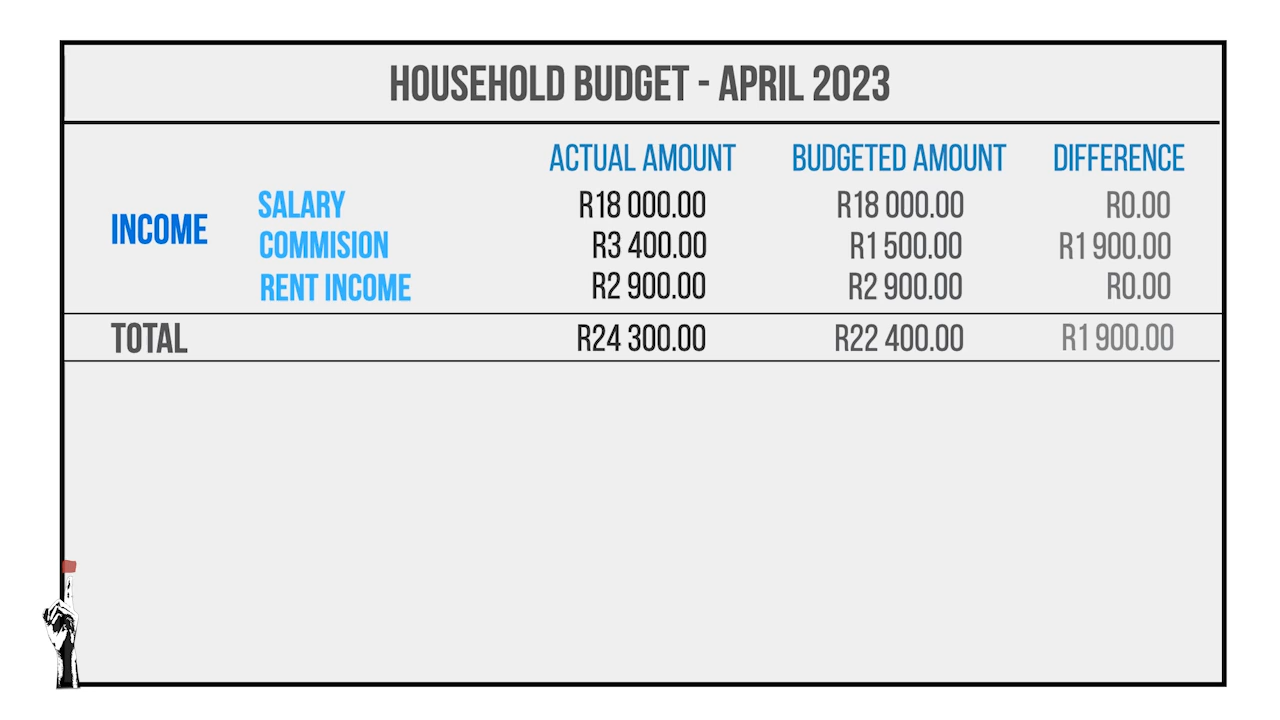 HOUSEHOLD BUDGET - APRIL 2023
ACTUAL AMOUNT BUDGETED AMOUNT DIFFERENCE
INCOME
SALARY R18 000.00 R18 000.00 R0.00
COMMISION R3 400.00 R1 500.00 R1 900.00
RENT INCOME R2 900.00 R2 900.00 R0.00
TOTAL R24 300.00 R22 400.00 R1 900.00